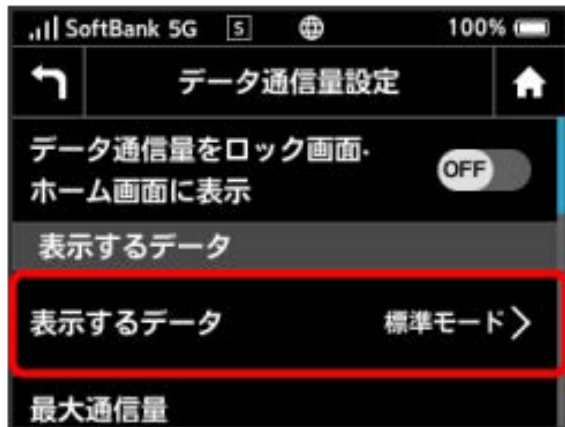 SoftBank 5G S 100%
データ通信量設定
データ通信量をロック画面・
ホーム画面に表示
OFF
表示するデータ
表示するデータ 標準モード
最大通信量